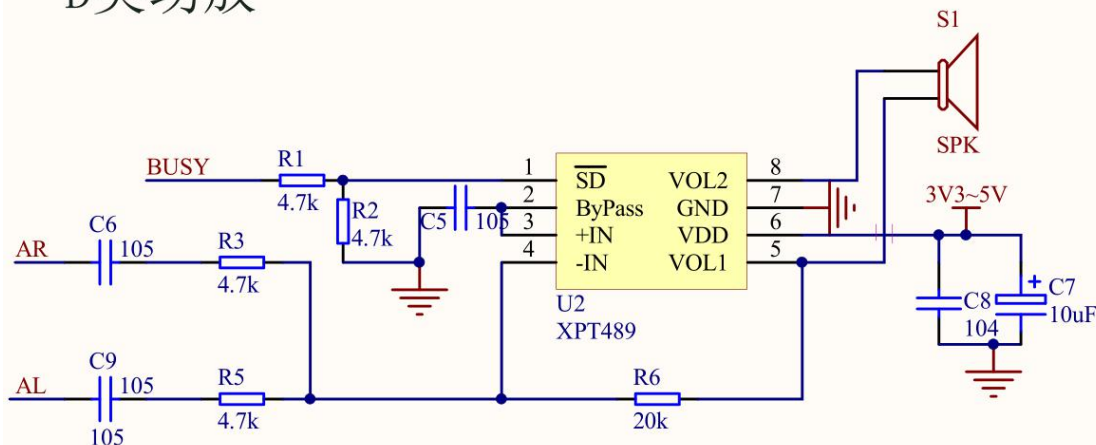 S1
SPK
BUSY
R1
4.7k
R2
4.7k
C5
105
1
2
3
4
SD
ByPass
+IN
-IN
VOL2
GND
VDD
VOL1
8
7
6
5
U2
XPT489
3V3~5V
C8
104
+
C7
10uF
AR
C6
105
R3
4.7k
AL
C9
105
105
R5
4.7k
R6
20k